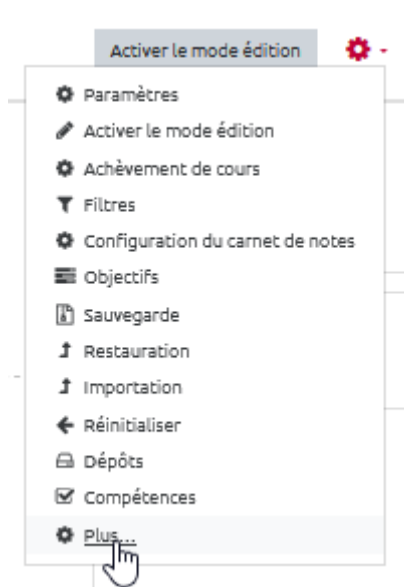 Activer le mode édition
Paramètres
Activer le mode édition
Achèvement de cours
Filtres
Configuration du carnet de notes
Objectifs
Sauvegarde
Restauration
Importation
Réinitialiser
Dépôts
Compétences
Plus...